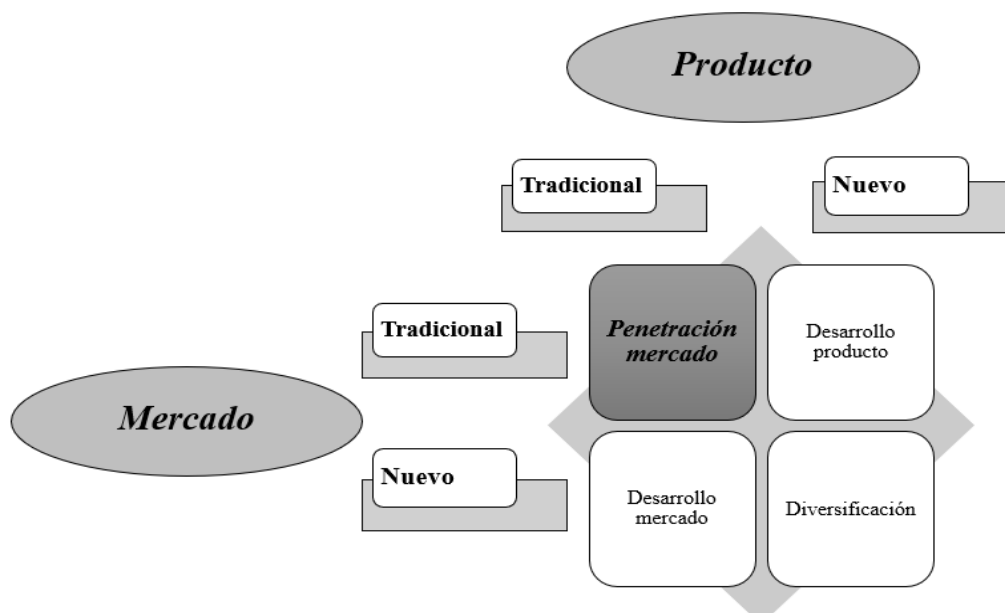 Producto
Tradicional
Nuevo
Tradicional
Penetración
mercado
Desarrollo
producto
Mercado
Nuevo
Desarrollo
mercado
Diversificación